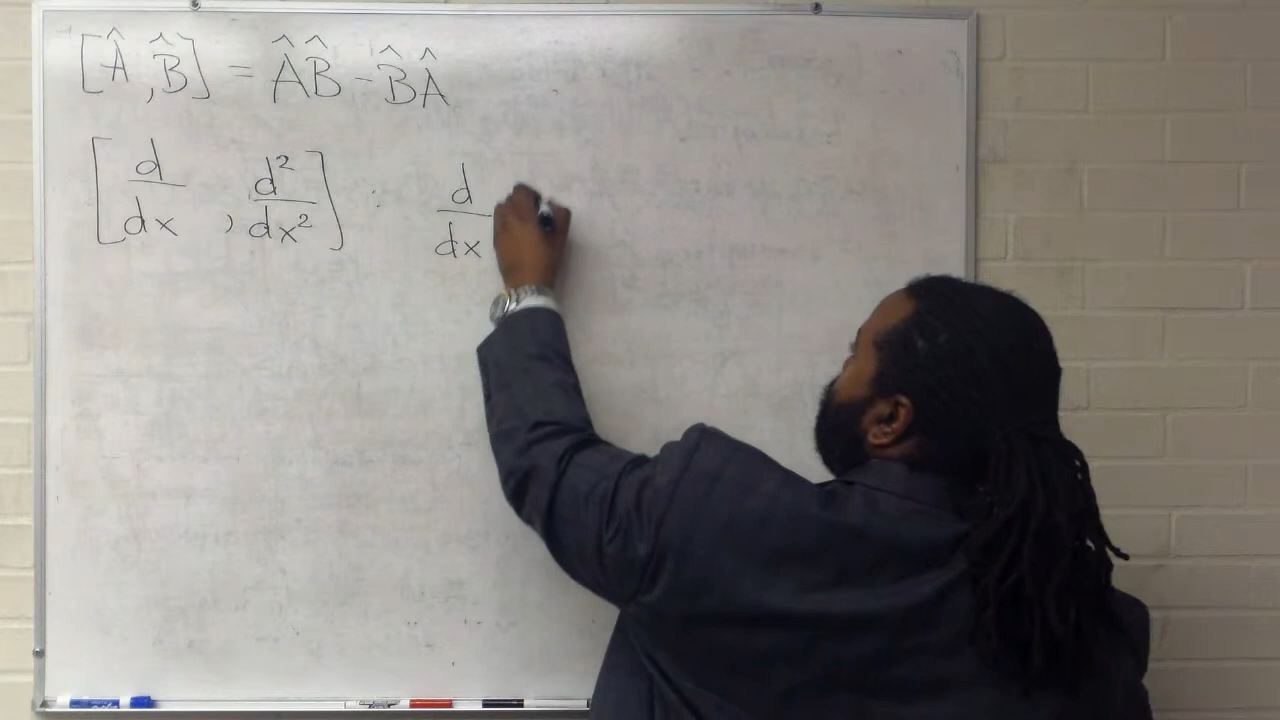 [Â, B̂] = ÂB̂ - B̂Â
[d/dx, d²/dx²] : d/dx